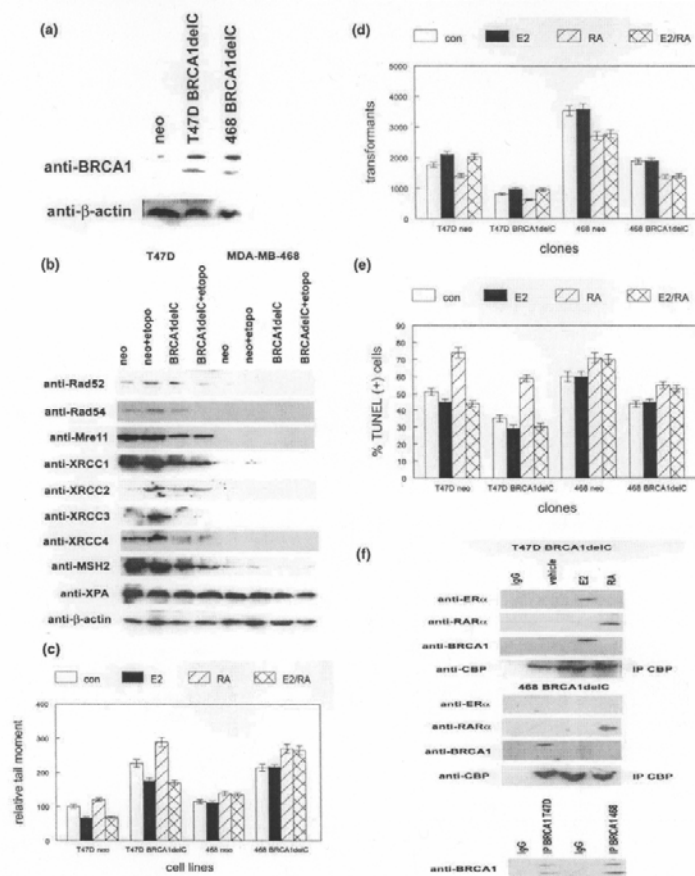 (a)
neo
T47D BRCA1delC
468 BRCA1delC
anti-BRCA1
anti-β-actin
(b)
T47D MDA-MB-468
neo
neo+etopo
BRCA1delC
BRCA1delC+etopo
neo
neo+etopo
BRCA1delC
BRCAdelC+etopo
anti-Rad52
anti-Rad54
anti-Mre11
anti-XRCC1
anti-XRCC2
anti-XRCC3
anti-XRCC4
anti-MSH2
anti-XPA
anti-β-actin
(c)
con E2 RA E2/RA
relative tail moment
400
300
200
100
0
T47D neo T47D BRCA1delC 468 neo 468 BRCA1delC
cell lines
(d)
con E2 RA E2/RA
transformants
5000
4000
3000
2000
1000
0
T47D neo T47D BRCA1delC 468 neo 468 BRCA1delC
clones
(e)
con E2 RA E2/RA
% TUNEL (+) cells
90
80
70
60
50
40
30
20
10
0
T47D neo T47D BRCA1delC 468 neo 468 BRCA1delC
clones
(f)
T47D BRCA1delC
IgG
vehicle
E2
RA
anti-ERα
anti-RARα
anti-BRCA1
anti-CBP IP CBP
468 BRCA1delC
anti-ERα
anti-RARα
anti-BRCA1
anti-CBP IP CBP
IgG
IP BRCA1 T47D
IgG
IP BRCA1 468
anti-BRCA1